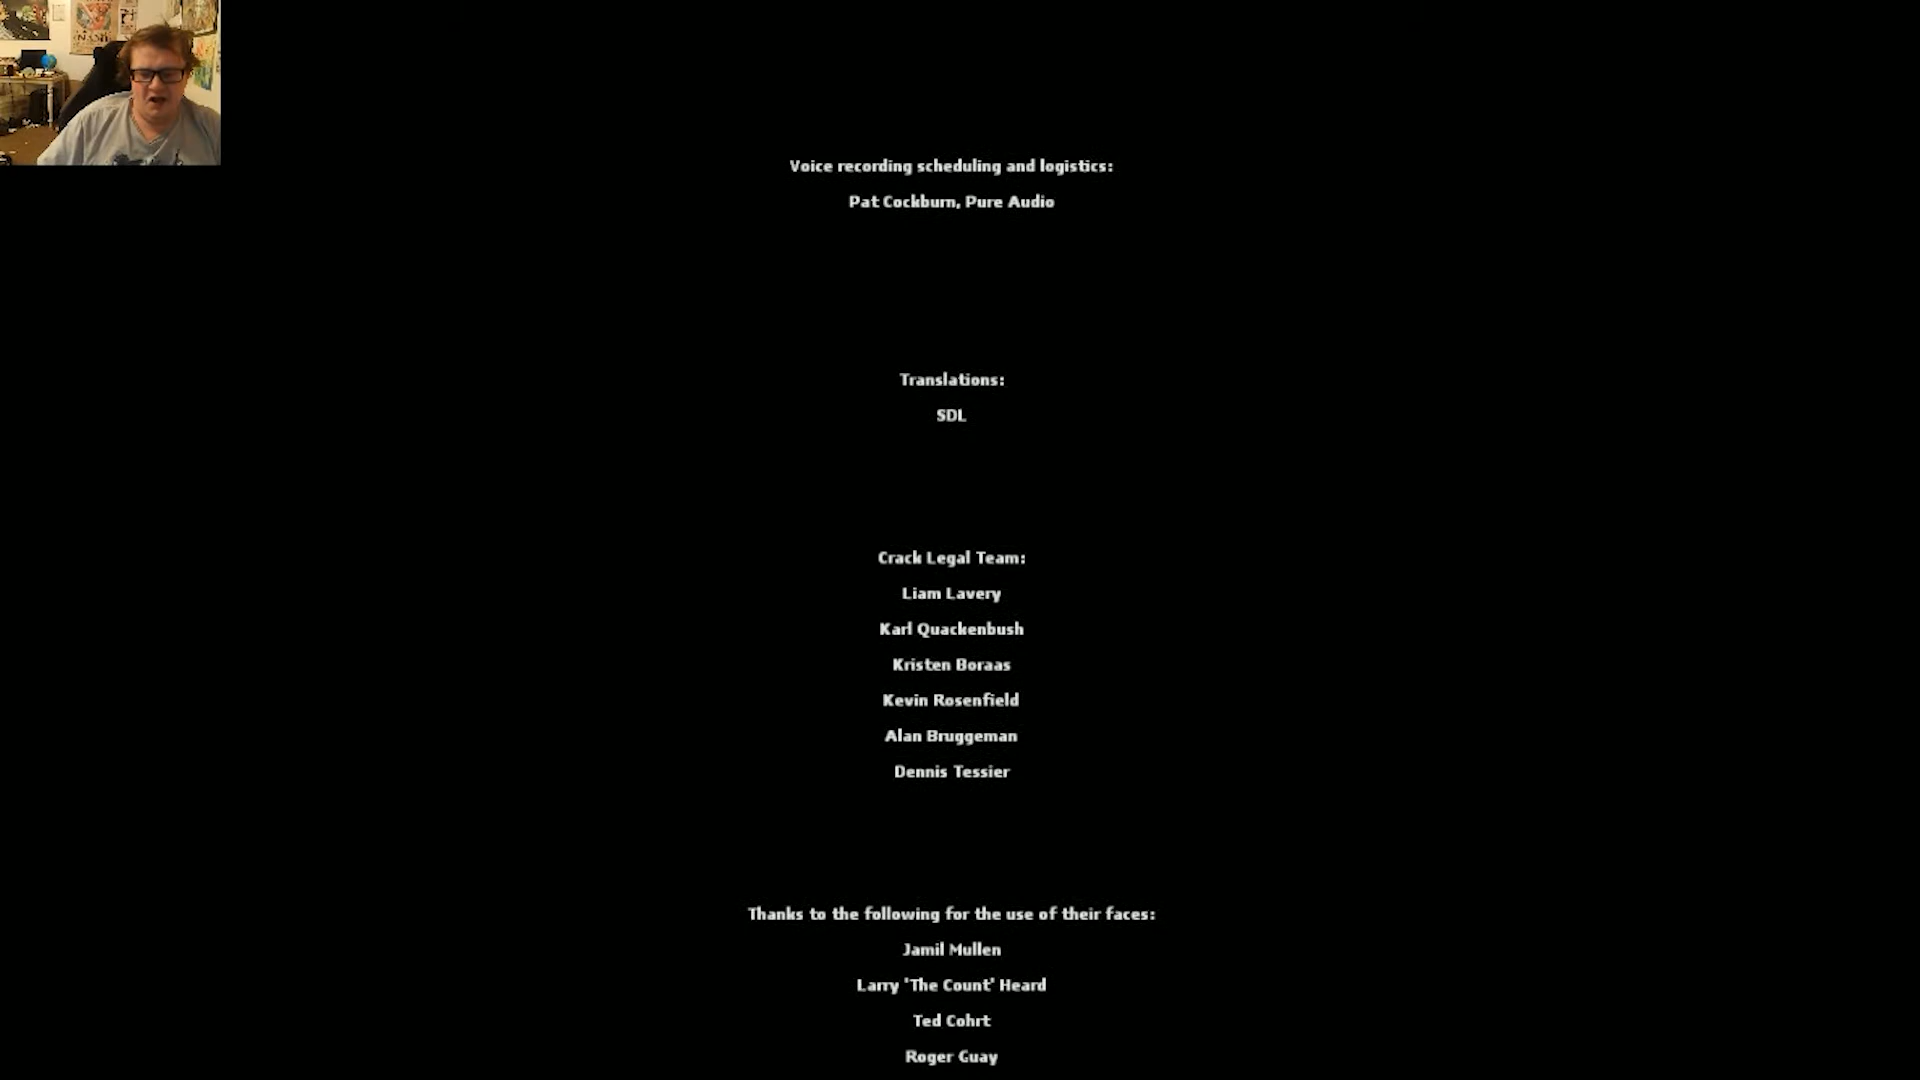 Voice recording scheduling and logistics:
Pat Cockburn, Pure Audio
Translations:
SDL
Crack Legal Team:
Liam Lavery
Karl Quackenbush
Kristen Boraas
Kevin Rosenfield
Alan Bruggeman
Dennis Tessier
Thanks to the following for the use of their faces:
Jamil Mullen
Larry 'The Count' Heard
Ted Cohrt
Roger Guay